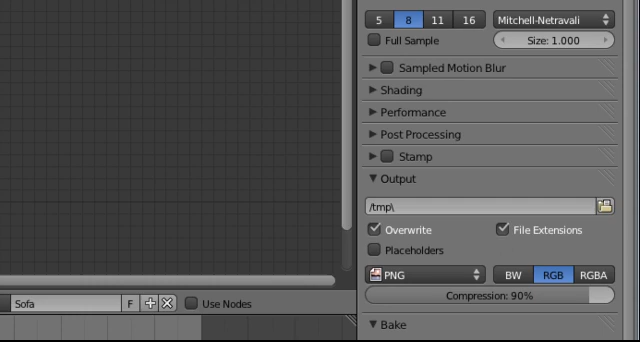 5 8 11 16 Mitchell-Netravali
Full Sample Size: 1.000
Sampled Motion Blur
Shading
Performance
Post Processing
Stamp
Output
/tmp\
Overwrite File Extensions
Placeholders
PNG BW RGB RGBA
Compression: 90%
Sofa F Use Nodes
Bake